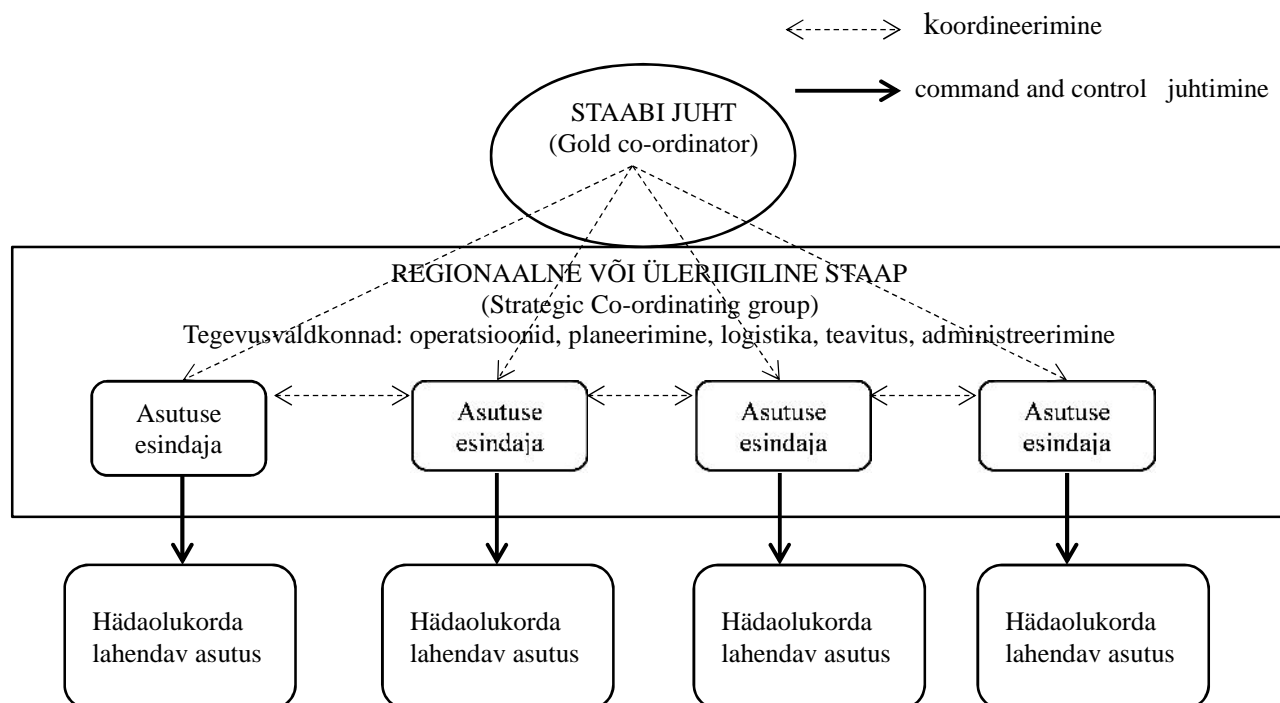 koordineerimine
command and control juhtimine
STAABI JUHT
(Gold co-ordinator)
REGIONAALNE VÕI ÜLERIIGILINE STAAP
(Strategic Co-ordinating group)
Tegevusvaldkonnad: operatsioonid, planeerimine, logistika, teavitus, administreerimine
Asutuse
esindaja
Asutuse
esindaja
Asutuse
esindaja
Asutuse
esindaja
Hädaolukorda
lahendav asutus
Hädaolukorda
lahendav asutus
Hädaolukorda
lahendav asutus
Hädaolukorda
lahendav asutus